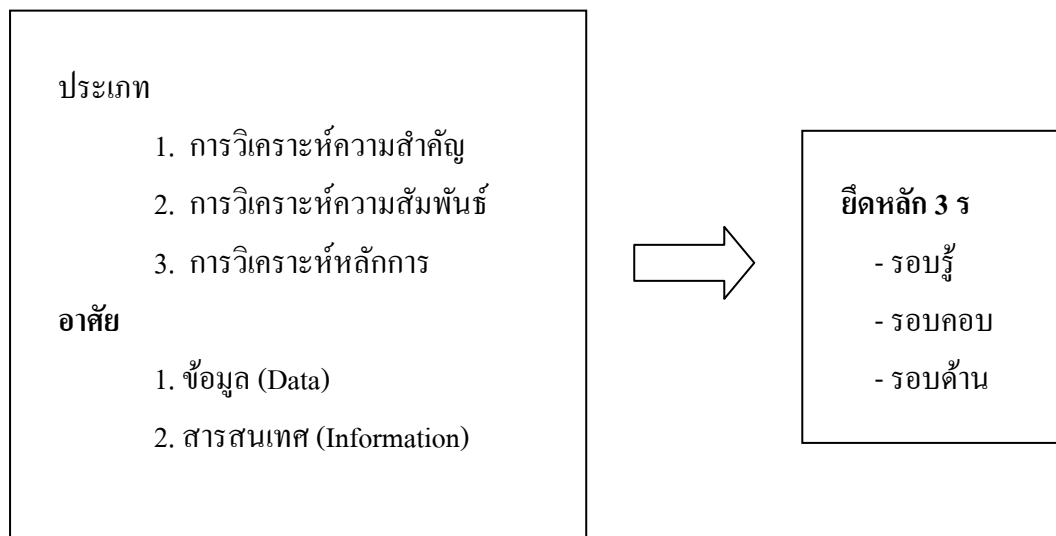 ประเภท
1. การวิเคราะห์ความสำคัญ
2. การวิเคราะห์ความสัมพันธ์
3. การวิเคราะห์หลักการ
อาศัย
1. ข้อมูล (Data)
2. สารสนเทศ (Information)
ยึดหลัก 3 ร
- รอบรู้
- รอบคอบ
- รอบด้าน